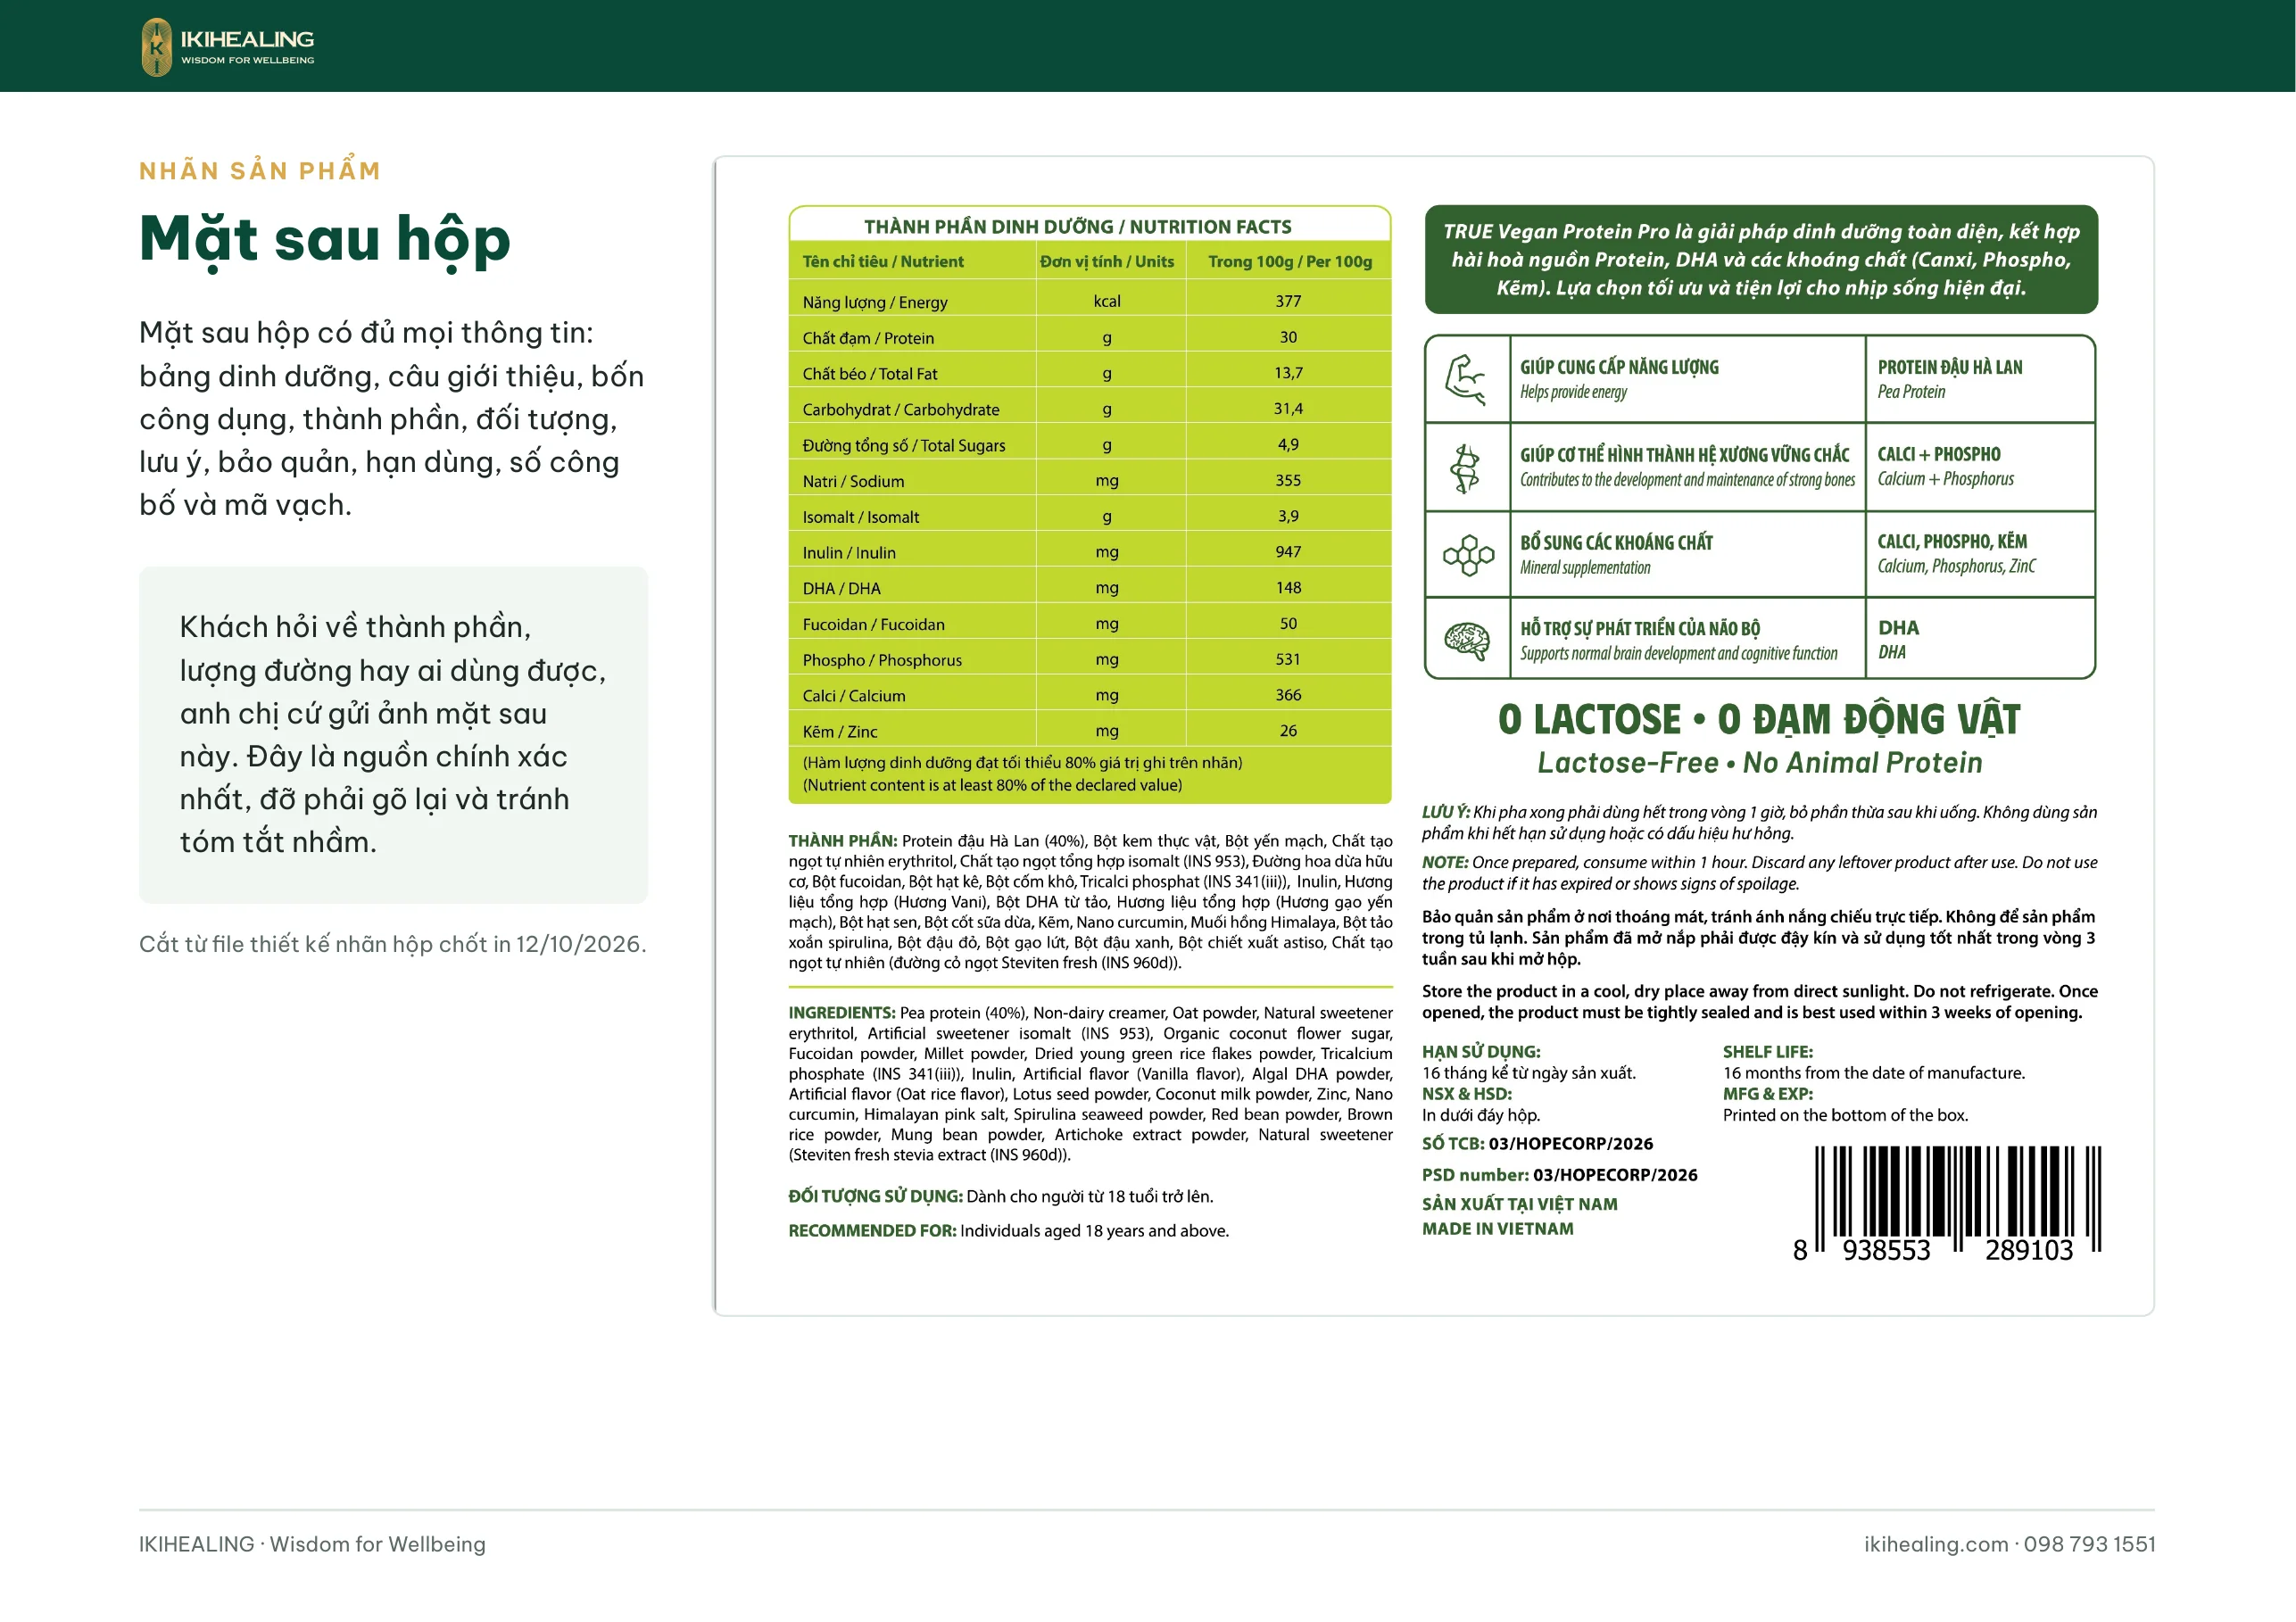 IKIHEALING
WISDOM FOR WELLBEING
NHÃN SẢN PHẨM
Mặt sau hộp
Mặt sau hộp có đủ mọi thông tin:
bảng dinh dưỡng, câu giới thiệu, bốn
công dụng, thành phần, đối tượng,
lưu ý, bảo quản, hạn dùng, số công
bố và mã vạch.
Khách hỏi về thành phần,
lượng đường hay ai dùng được,
anh chị cứ gửi ảnh mặt sau
này. Đây là nguồn chính xác
nhất, đỡ phải gõ lại và tránh
tóm tắt nhầm.
Cắt từ file thiết kế nhãn hộp chốt in 12/10/2026.
THÀNH PHẦN DINH DƯỠNG / NUTRITION FACTS
Tên chỉ tiêu / Nutrient Đơn vị tính / Units Trong 100g / Per 100g
Năng lượng / Energy kcal 377
Chất đạm / Protein g 30
Chất béo / Total Fat g 13,7
Carbohydrat / Carbohydrate g 31,4
Đường tổng số / Total Sugars g 4,9
Natri / Sodium mg 355
Isomalt / Isomalt g 3,9
Inulin / Inulin mg 947
DHA / DHA mg 148
Fucoidan / Fucoidan mg 50
Phospho / Phosphorus mg 531
Calci / Calcium mg 366
Kẽm / Zinc mg 26
(Hàm lượng dinh dưỡng đạt tối thiểu 80% giá trị ghi trên nhãn)
(Nutrient content is at least 80% of the declared value)
THÀNH PHẦN: Protein đậu Hà Lan (40%), Bột kem thực vật, Bột yến mạch, Chất tạo
ngọt tự nhiên erythritol, Chất tạo ngọt tổng hợp isomalt (INS 953), Đường hoa dừa hữu
cơ, Bột fucoidan, Bột hạt kê, Bột cốm khô, Tricalci phosphat (INS 341(iii)), Inulin, Hương
liệu tổng hợp (Hương Vani), Bột DHA từ tảo, Hương liệu tổng hợp (Hương gạo yến
mạch), Bột hạt sen, Bột cốt sữa dừa, Kẽm, Nano curcumin, Muối hồng Himalaya, Bột tảo
xoắn spirulina, Bột đậu đỏ, Bột gạo lứt, Bột đậu xanh, Bột chiết xuất astiso, Chất tạo
ngọt tự nhiên (đường cỏ ngọt Steviten fresh (INS 960d)).
INGREDIENTS: Pea protein (40%), Non-dairy creamer, Oat powder, Natural sweetener
erythritol, Artificial sweetener isomalt (INS 953), Organic coconut flower sugar,
Fucoidan powder, Millet powder, Dried young green rice flakes powder, Tricalcium
phosphate (INS 341(iii)), Inulin, Artificial flavor (Vanilla flavor), Algal DHA powder,
Artificial flavor (Oat rice flavor), Lotus seed powder, Coconut milk powder, Zinc, Nano
curcumin, Himalayan pink salt, Spirulina seaweed powder, Red bean powder, Brown
rice powder, Mung bean powder, Artichoke extract powder, Natural sweetener
(Steviten fresh stevia extract (INS 960d)).
ĐỐI TƯỢNG SỬ DỤNG: Dành cho người từ 18 tuổi trở lên.
RECOMMENDED FOR: Individuals aged 18 years and above.
TRUE Vegan Protein Pro là giải pháp dinh dưỡng toàn diện, kết hợp
hài hoà nguồn Protein, DHA và các khoáng chất (Canxi, Phospho,
Kẽm). Lựa chọn tối ưu và tiện lợi cho nhịp sống hiện đại.
GIÚP CUNG CẤP NĂNG LƯỢNG PROTEIN ĐẬU HÀ LAN
Helps provide energy Pea Protein
GIÚP CƠ THỂ HÌNH THÀNH HỆ XƯƠNG VỮNG CHẮC CALCI + PHOSPHO
Contributes to the development and maintenance of strong bones Calcium + Phosphorus
BỔ SUNG CÁC KHOÁNG CHẤT CALCI, PHOSPHO, KẼM
Mineral supplementation Calcium, Phosphorus, ZinC
HỖ TRỢ SỰ PHÁT TRIỂN CỦA NÃO BỘ DHA
Supports normal brain development and cognitive function DHA
0 LACTOSE • 0 ĐẠM ĐỘNG VẬT
Lactose-Free • No Animal Protein
LƯU Ý: Khi pha xong phải dùng hết trong vòng 1 giờ, bỏ phần thừa sau khi uống. Không dùng sản
phẩm khi hết hạn sử dụng hoặc có dấu hiệu hư hỏng.
NOTE: Once prepared, consume within 1 hour. Discard any leftover product after use. Do not use
the product if it has expired or shows signs of spoilage.
Bảo quản sản phẩm ở nơi thoáng mát, tránh ánh nắng chiếu trực tiếp. Không để sản phẩm
trong tủ lạnh. Sản phẩm đã mở nắp phải được đậy kín và sử dụng tốt nhất trong vòng 3
tuần sau khi mở hộp.
Store the product in a cool, dry place away from direct sunlight. Do not refrigerate. Once
opened, the product must be tightly sealed and is best used within 3 weeks of opening.
HẠN SỬ DỤNG: SHELF LIFE:
16 tháng kể từ ngày sản xuất. 16 months from the date of manufacture.
NSX & HSD: MFG & EXP:
In dưới đáy hộp. Printed on the bottom of the box.
SỐ TCB: 03/HOPECORP/2026
PSD number: 03/HOPECORP/2026
SẢN XUẤT TẠI VIỆT NAM
MADE IN VIETNAM
8 938553 289103
IKIHEALING · Wisdom for Wellbeing
ikihealing.com · 098 793 1551